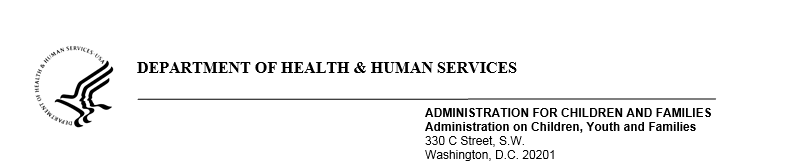 DEPARTMENT OF HEALTH & HUMAN SERVICES · USA
DEPARTMENT OF HEALTH & HUMAN SERVICES
ADMINISTRATION FOR CHILDREN AND FAMILIES
Administration on Children, Youth and Families
330 C Street, S.W.
Washington, D.C. 20201